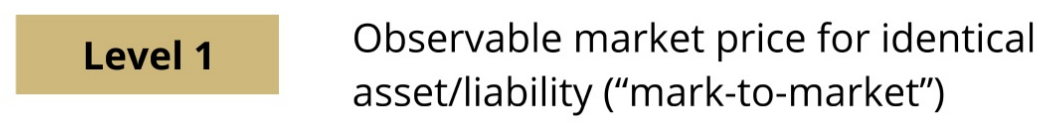 Level 1
Observable market price for identical
asset/liability (“mark-to-market”)